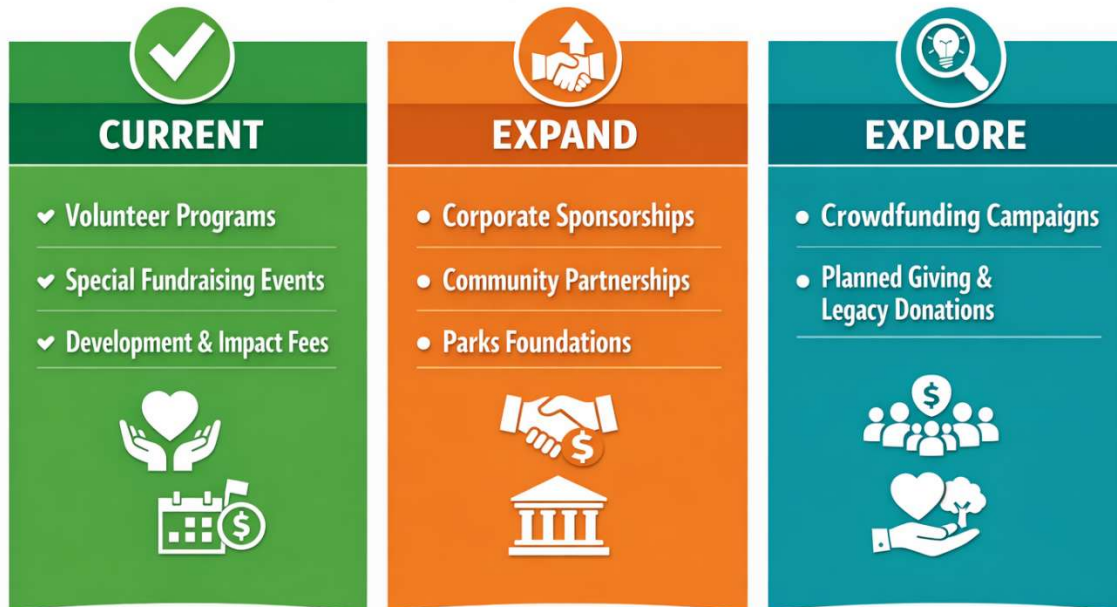 CURRENT
✔ Volunteer Programs
✔ Special Fundraising Events
✔ Development & Impact Fees
$
EXPAND
• Corporate Sponsorships
• Community Partnerships
• Parks Foundations
$
EXPLORE
• Crowdfunding Campaigns
• Planned Giving &
Legacy Donations
$